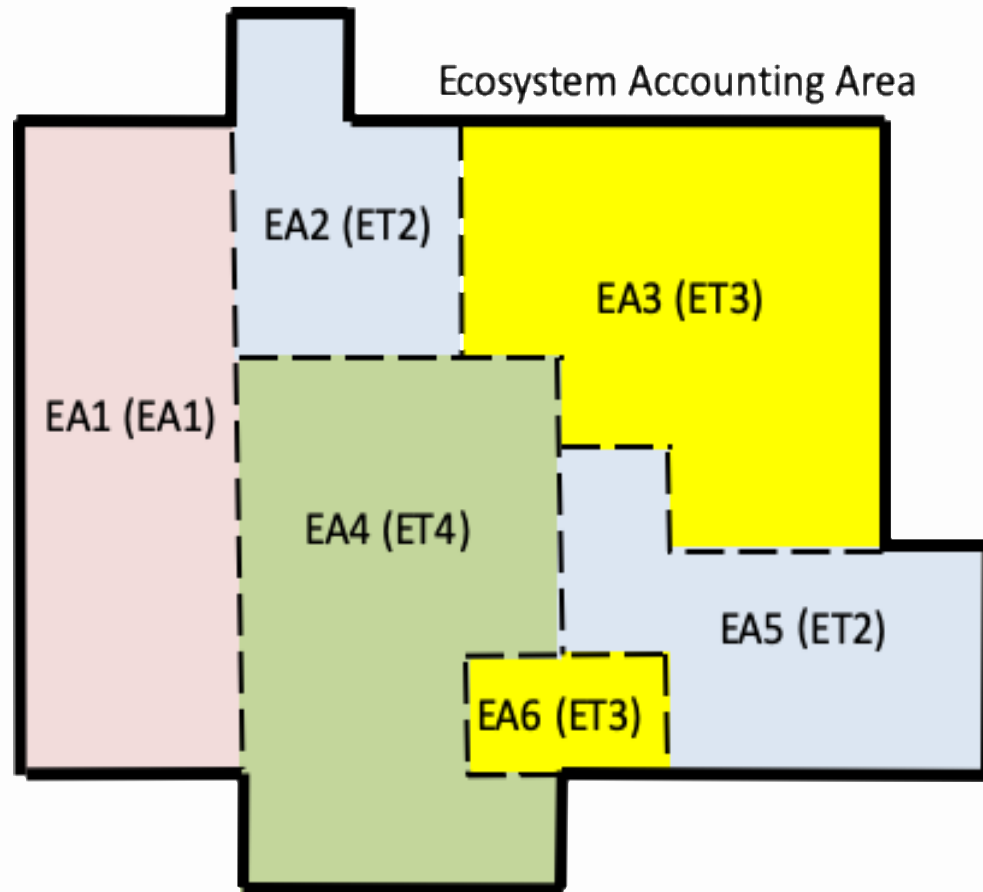 Ecosystem Accounting Area
EA2 (ET2)
EA3 (ET3)
EA1 (EA1)
EA4 (ET4)
EA5 (ET2)
EA6 (ET3)